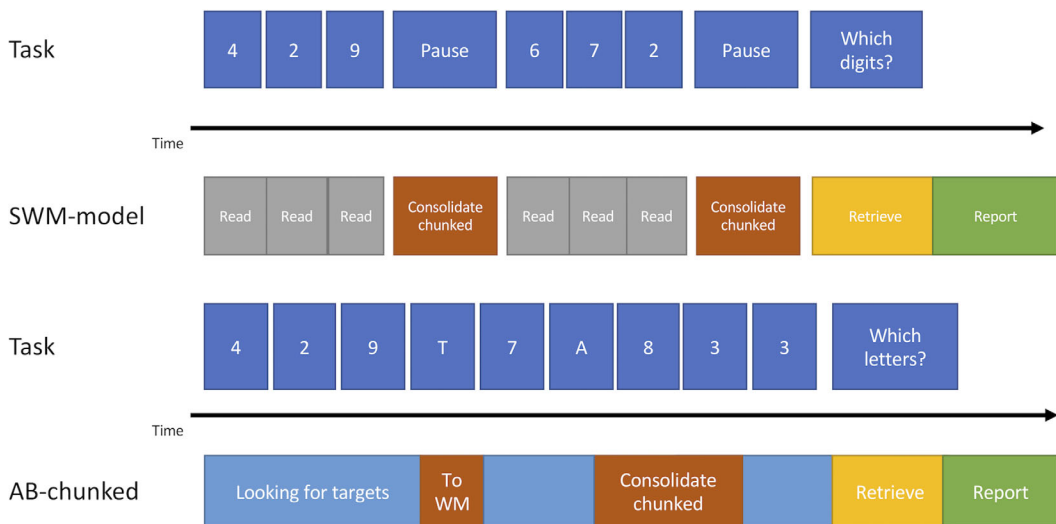 Task
4 2 9 Pause 6 7 2 Pause Which
digits?
Time
SWM-model
Read Read Read Consolidate
chunked
Read Read Read Consolidate
chunked
Retrieve Report
Task
4 2 9 T 7 A 8 3 3 Which
letters?
Time
AB-chunked
Looking for targets
To
WM
Consolidate
chunked
Retrieve Report